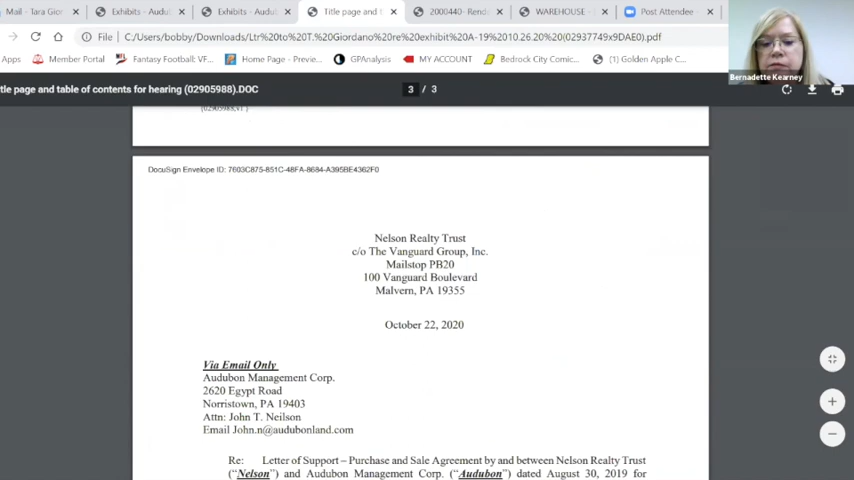 Mail - Tara Gior
Exhibits - Audu
Exhibits - Audub
Title page and t
2000440- Rend
WAREHOUSE -
Post Attendee -
File
C:/Users/bobby/Downloads/Ltr%20to%20T.%20Giordano%20re%20exhibit%20A-19%2010.26.20%20(02937749x9DAE0).pdf
Apps
Member Portal
Fantasy Football: VF...
Home Page - Previe...
GPAnalysis
MY ACCOUNT
Bedrock City Comic...
(1) Golden Apple C...
Bernadette Kearney
tle page and table of contents for hearing (02905988).DOC
3 / 3
{02905988;v1 }
DocuSign Envelope ID: 7603C875-851C-48FA-8684-A395BE4362F0
Nelson Realty Trust
c/o The Vanguard Group, Inc.
Mailstop PB20
100 Vanguard Boulevard
Malvern, PA 19355
October 22, 2020
Via Email Only
Audubon Management Corp.
2620 Egypt Road
Norristown, PA 19403
Attn: John T. Neilson
Email John.n@audubonland.com
Re: Letter of Support – Purchase and Sale Agreement by and between Nelson Realty Trust
("Nelson") and Audubon Management Corp. ("Audubon") dated August 30, 2019 for